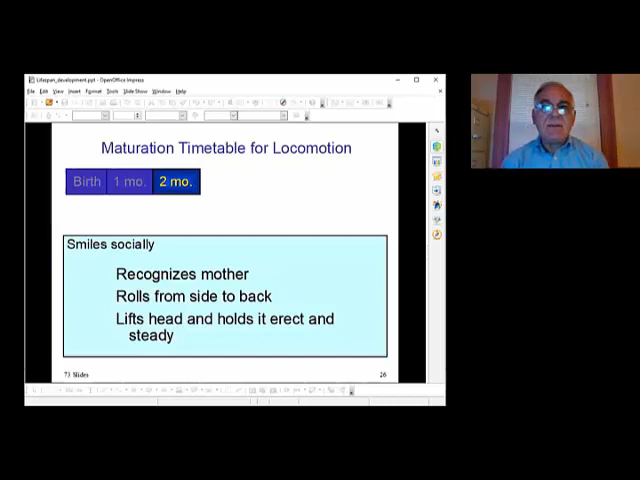 Lifespan_development.ppt - OpenOffice Impress
File Edit View Insert Format Tools Slide Show Window Help
Maturation Timetable for Locomotion
Birth 1 mo. 2 mo.
Smiles socially
Recognizes mother
Rolls from side to back
Lifts head and holds it erect and
steady
73 Slides 26